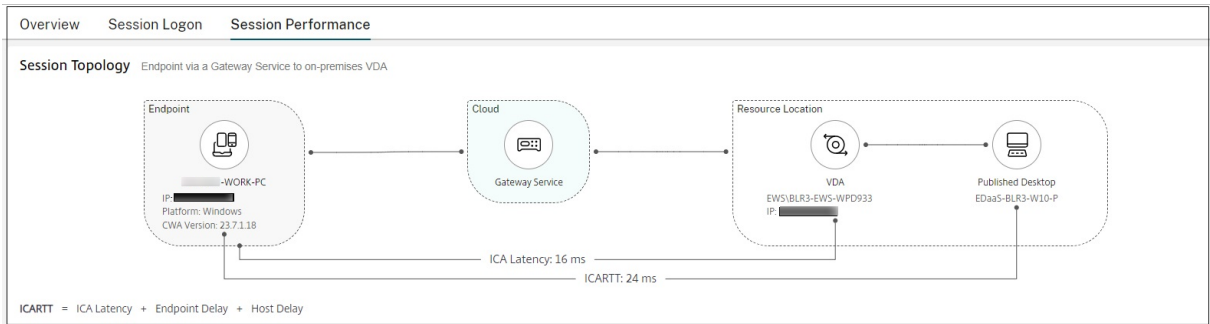 Overview Session Logon Session Performance
Session Topology Endpoint via a Gateway Service to on-premises VDA
Endpoint
-WORK-PC
IP:
Platform: Windows
CWA Version: 23.7.1.18
Cloud
Gateway Service
Resource Location
VDA
EWS\BLR3-EWS-WPD933
IP:
Published Desktop
EDaaS-BLR3-W10-P
ICA Latency: 16 ms
ICARTT: 24 ms
ICARTT = ICA Latency + Endpoint Delay + Host Delay